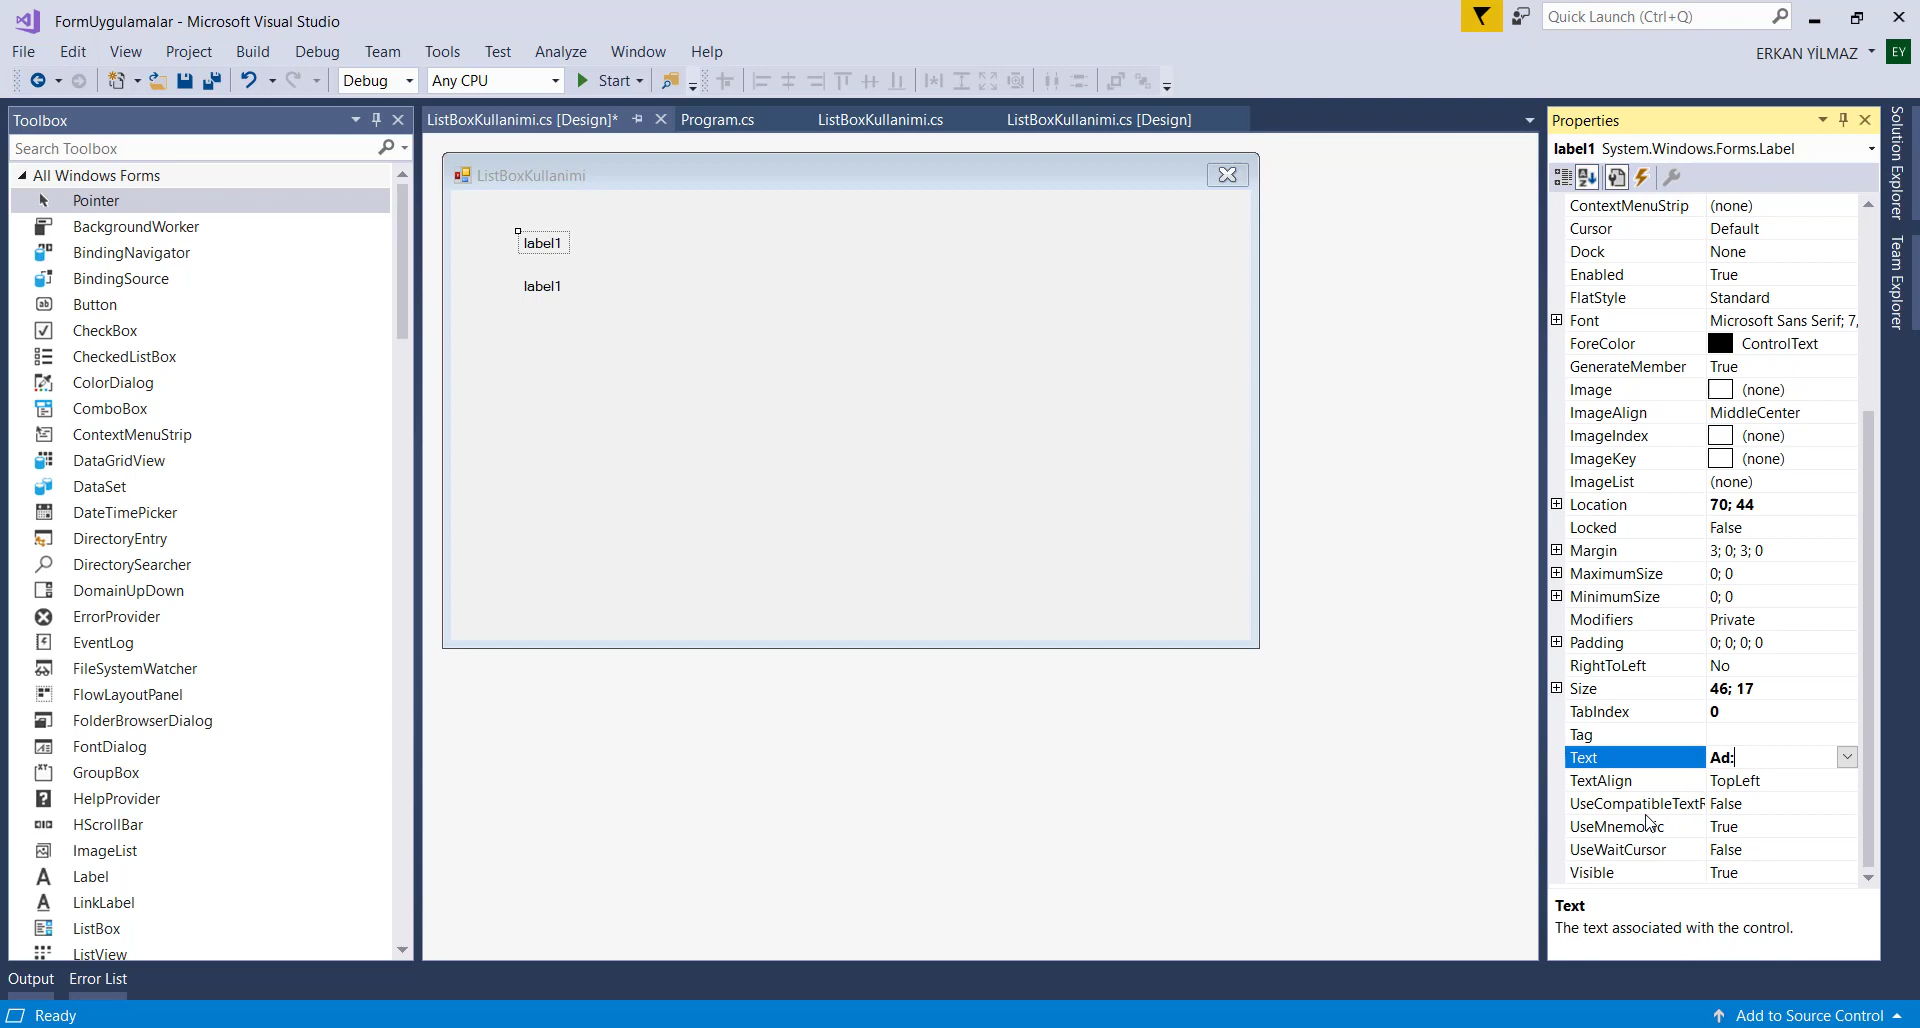 FormUygulamalar - Microsoft Visual Studio
Quick Launch (Ctrl+Q)
File Edit View Project Build Debug Team Tools Test Analyze Window Help
ERKAN YİLMAZ EY
Debug Any CPU Start
Toolbox
Search Toolbox
All Windows Forms
Pointer
BackgroundWorker
BindingNavigator
BindingSource
Button
CheckBox
CheckedListBox
ColorDialog
ComboBox
ContextMenuStrip
DataGridView
DataSet
DateTimePicker
DirectoryEntry
DirectorySearcher
DomainUpDown
ErrorProvider
EventLog
FileSystemWatcher
FlowLayoutPanel
FolderBrowserDialog
FontDialog
GroupBox
HelpProvider
HScrollBar
ImageList
Label
LinkLabel
ListBox
ListView
ListBoxKullanimi.cs [Design]* Program.cs ListBoxKullanimi.cs ListBoxKullanimi.cs [Design]
ListBoxKullanimi
label1
label1
Properties
label1 System.Windows.Forms.Label
ContextMenuStrip (none)
Cursor Default
Dock None
Enabled True
FlatStyle Standard
Font Microsoft Sans Serif; 7,
ForeColor ControlText
GenerateMember True
Image (none)
ImageAlign MiddleCenter
ImageIndex (none)
ImageKey (none)
ImageList (none)
Location 70; 44
Locked False
Margin 3; 0; 3; 0
MaximumSize 0; 0
MinimumSize 0; 0
Modifiers Private
Padding 0; 0; 0; 0
RightToLeft No
Size 46; 17
TabIndex 0
Tag
Text Ad:
TextAlign TopLeft
UseCompatibleTextR False
UseMnemonic True
UseWaitCursor False
Visible True
Text
The text associated with the control.
Solution Explorer
Team Explorer
Output Error List
Ready
Add to Source Control